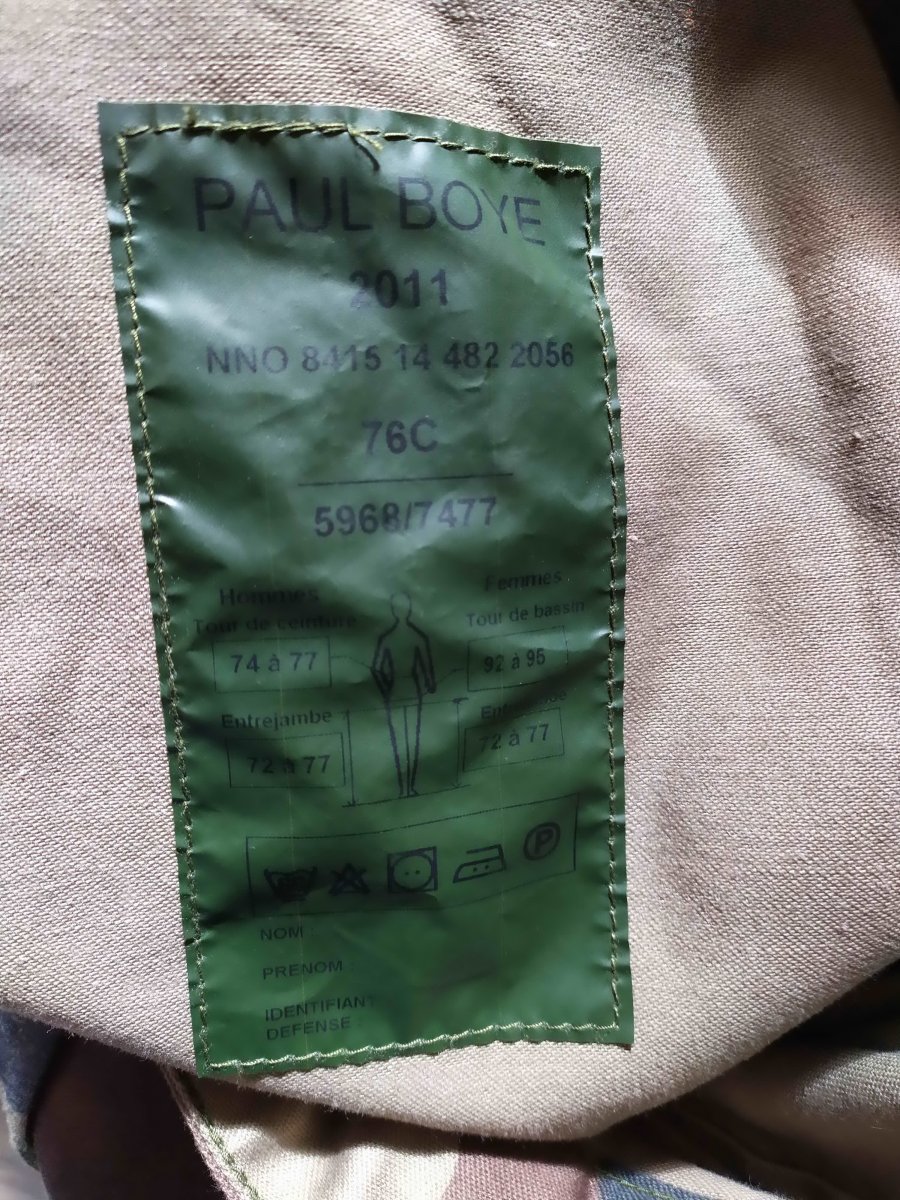 PAUL BOYE
2011
NNO 8415 14 482 2056
76C
5968/7477
Hommes
Femmes
Tour de ceinture
Tour de bassin
74 à 77
92 à 95
Entrejambe
72 à 77
72 à 77
P
NOM :
PRENOM :
IDENTIFIANT
DEFENSE :